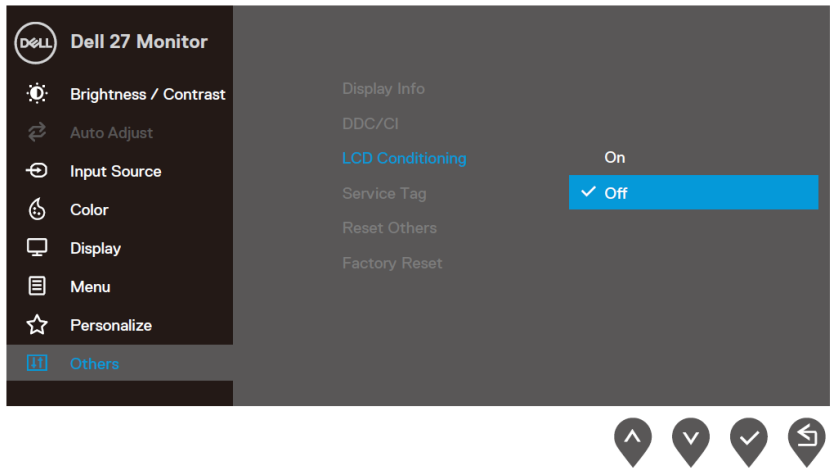 DELL Dell 27 Monitor
Brightness / Contrast
Auto Adjust
Input Source
Color
Display
Menu
Personalize
Others
Display Info
DDC/CI
LCD Conditioning On
Service Tag Off
Reset Others
Factory Reset